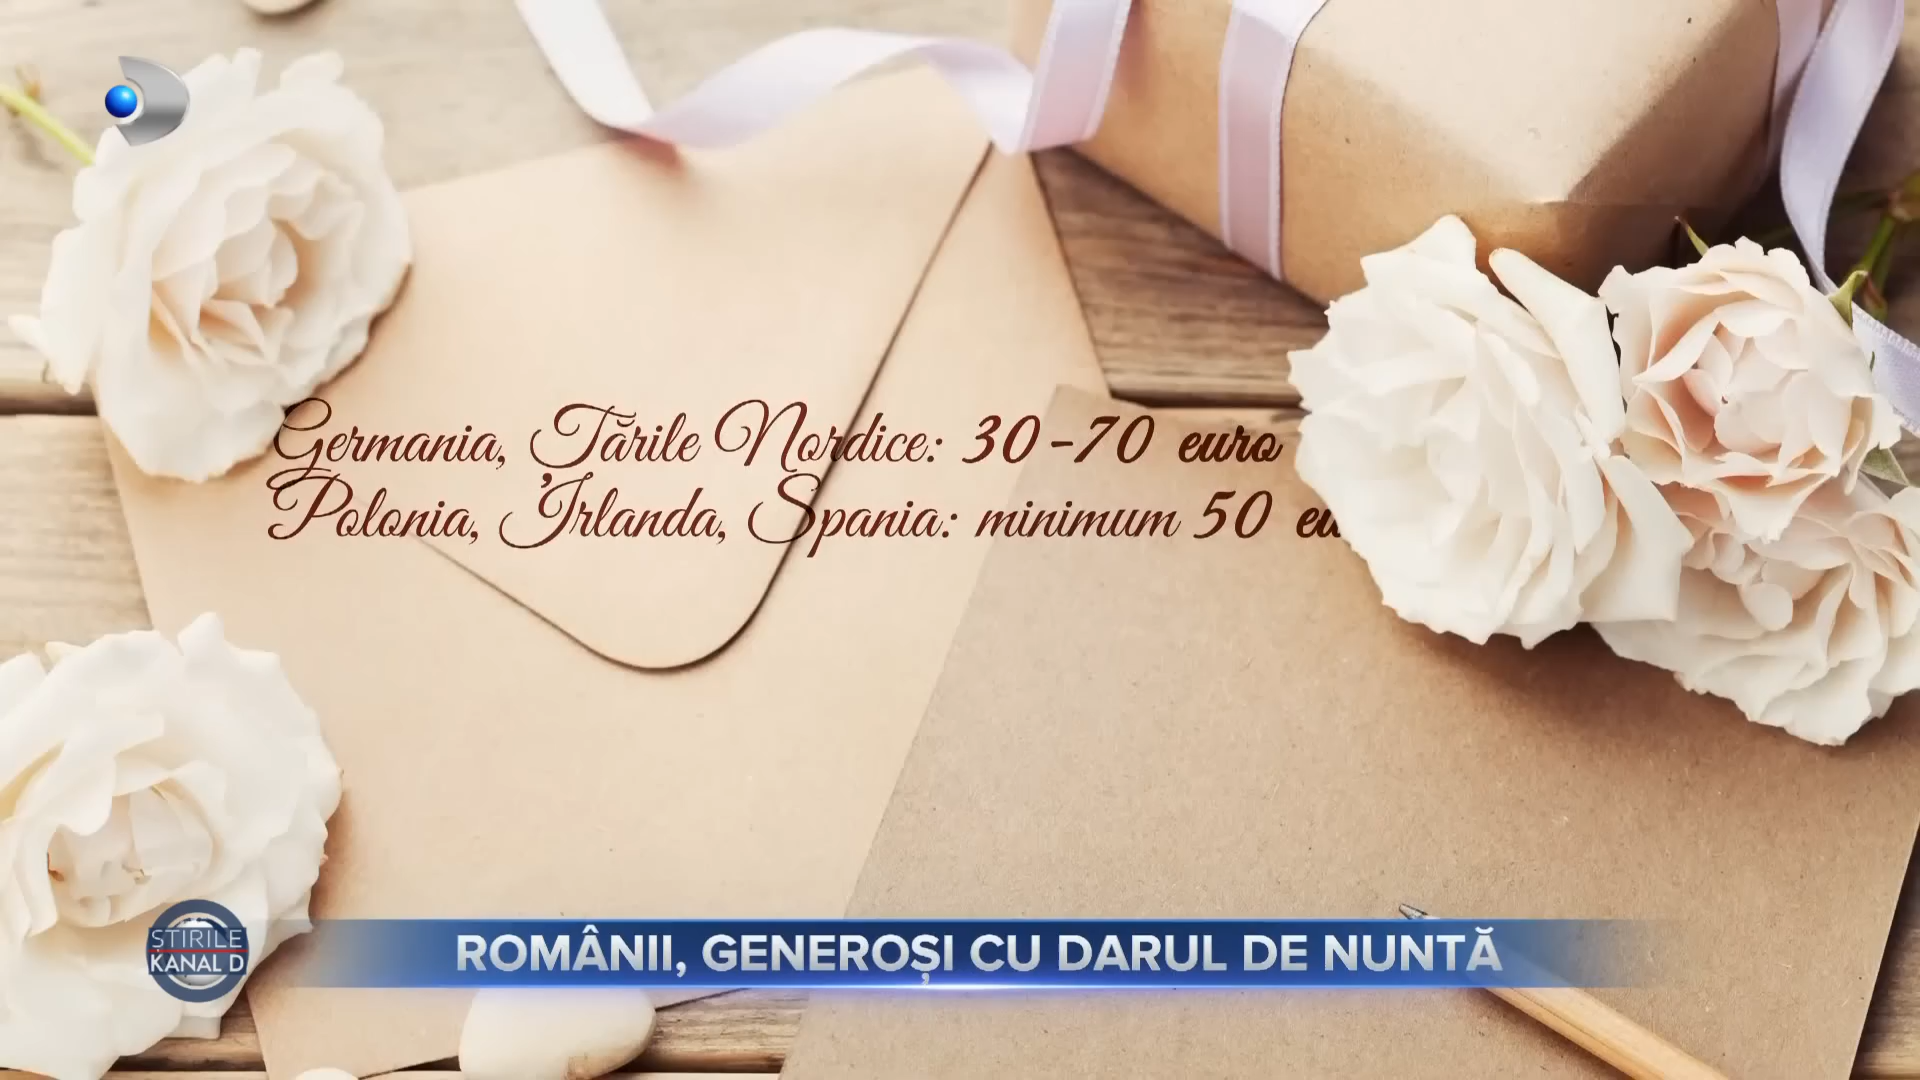 Germania, Țările Nordice: 30-70 euro
Polonia, Irlanda, Spania: minimum 50
ȘTIRILE
KANAL D
ROMÂNII, GENEROȘI CU DARUL DE NUNTĂ